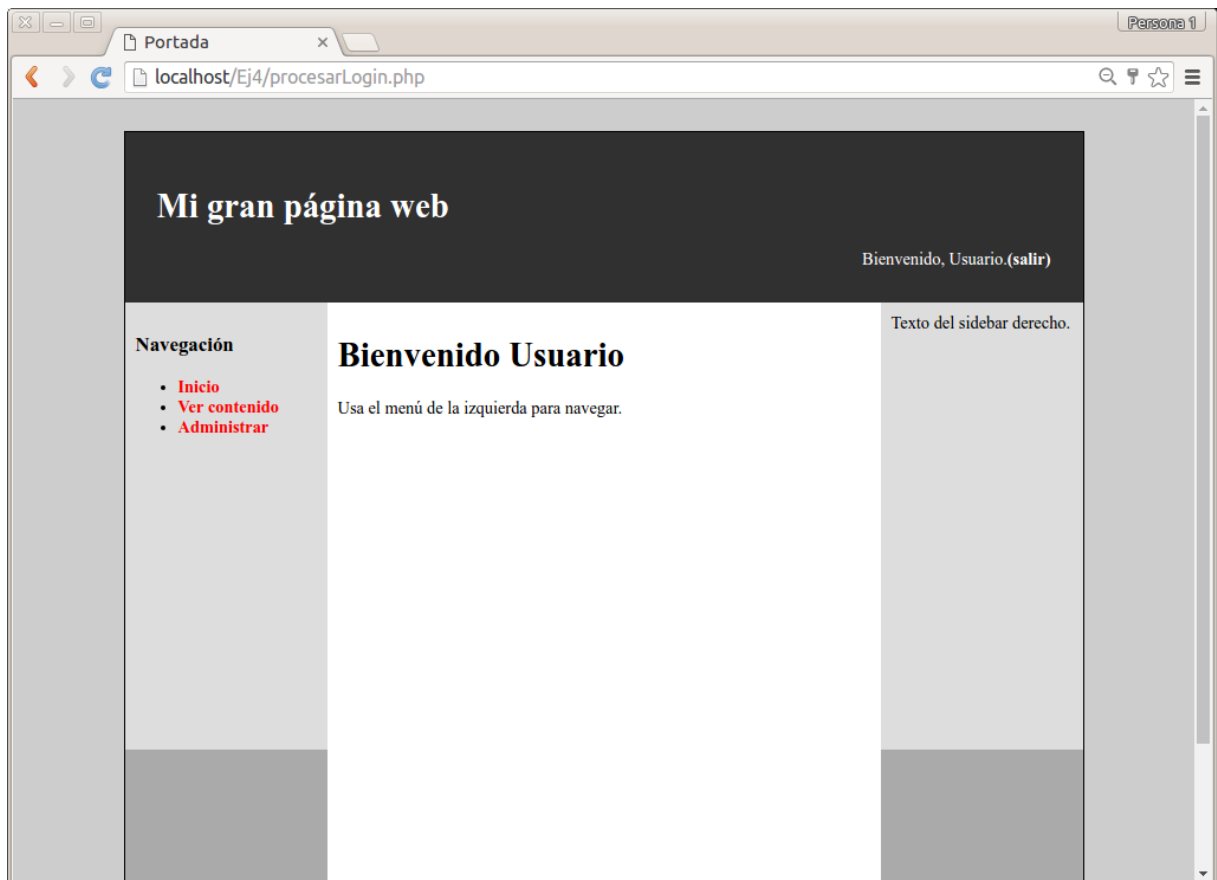 Persona 1
Portada
localhost/Ej4/procesarLogin.php
Mi gran página web
Bienvenido, Usuario.(salir)
Navegación
Inicio
Ver contenido
Administrar
Bienvenido Usuario
Usa el menú de la izquierda para navegar.
Texto del sidebar derecho.